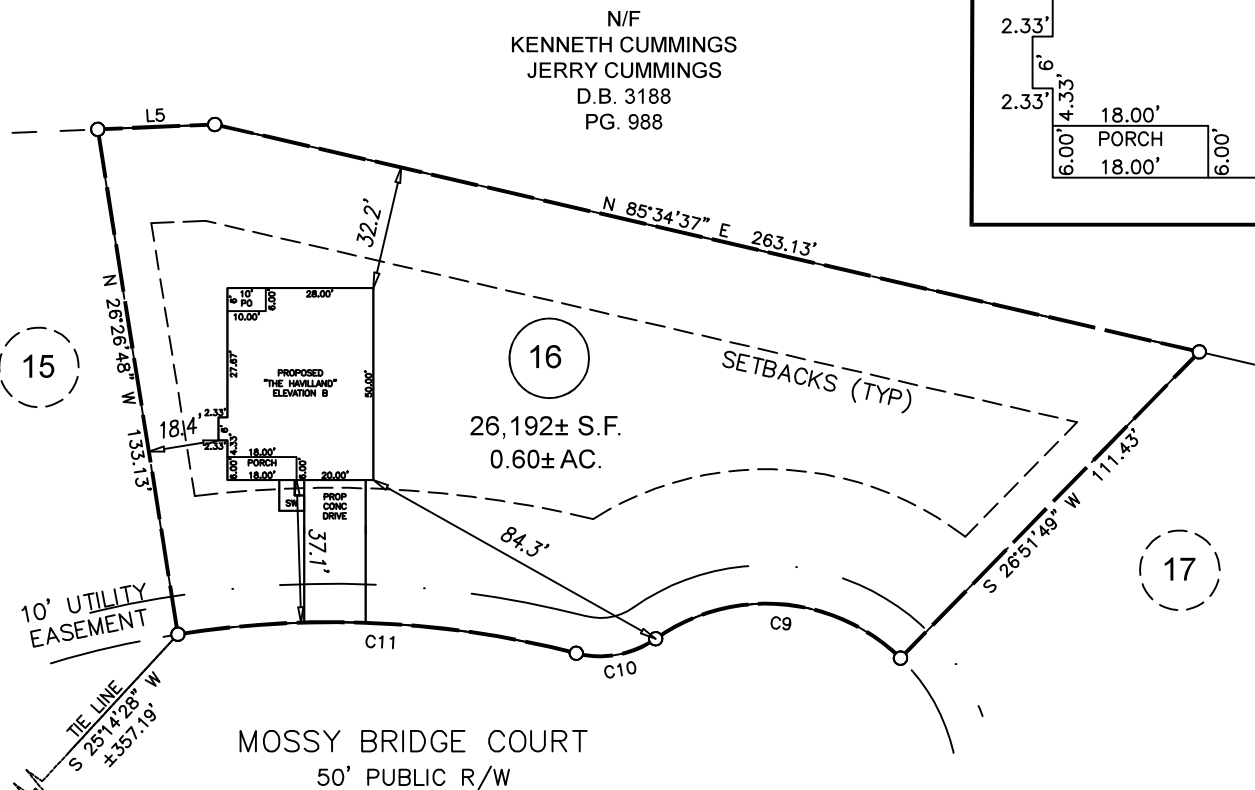 N/F
KENNETH CUMMINGS
JERRY CUMMINGS
D.B. 3188
PG. 988
2.33'
6'
2.33'
4.33'
18.00'
PORCH
6.00'
18.00'
6.00'
L5
N 85°34'37" E 263.13'
32.2'
N 26°26'48" W 133.13'
6'
10'
PO
6.00'
28.00'
10.00'
15
16
27.67'
PROPOSED
"THE HAVILLAND"
ELEVATION B
50.00'
SETBACKS (TYP)
26,192± S.F.
0.60± AC.
18.4'
2.33'
6'
2.33'
4.33'
18.00'
PORCH
6.00'
18.00'
6.00'
20.00'
SW
PROP
CONC
DRIVE
37.1'
84.3'
S 26°51'49" W 111.43'
17
10' UTILITY
EASEMENT
C11
C10
C9
TIE LINE
S 25°14'28" W
±357.19'
MOSSY BRIDGE COURT
50' PUBLIC R/W